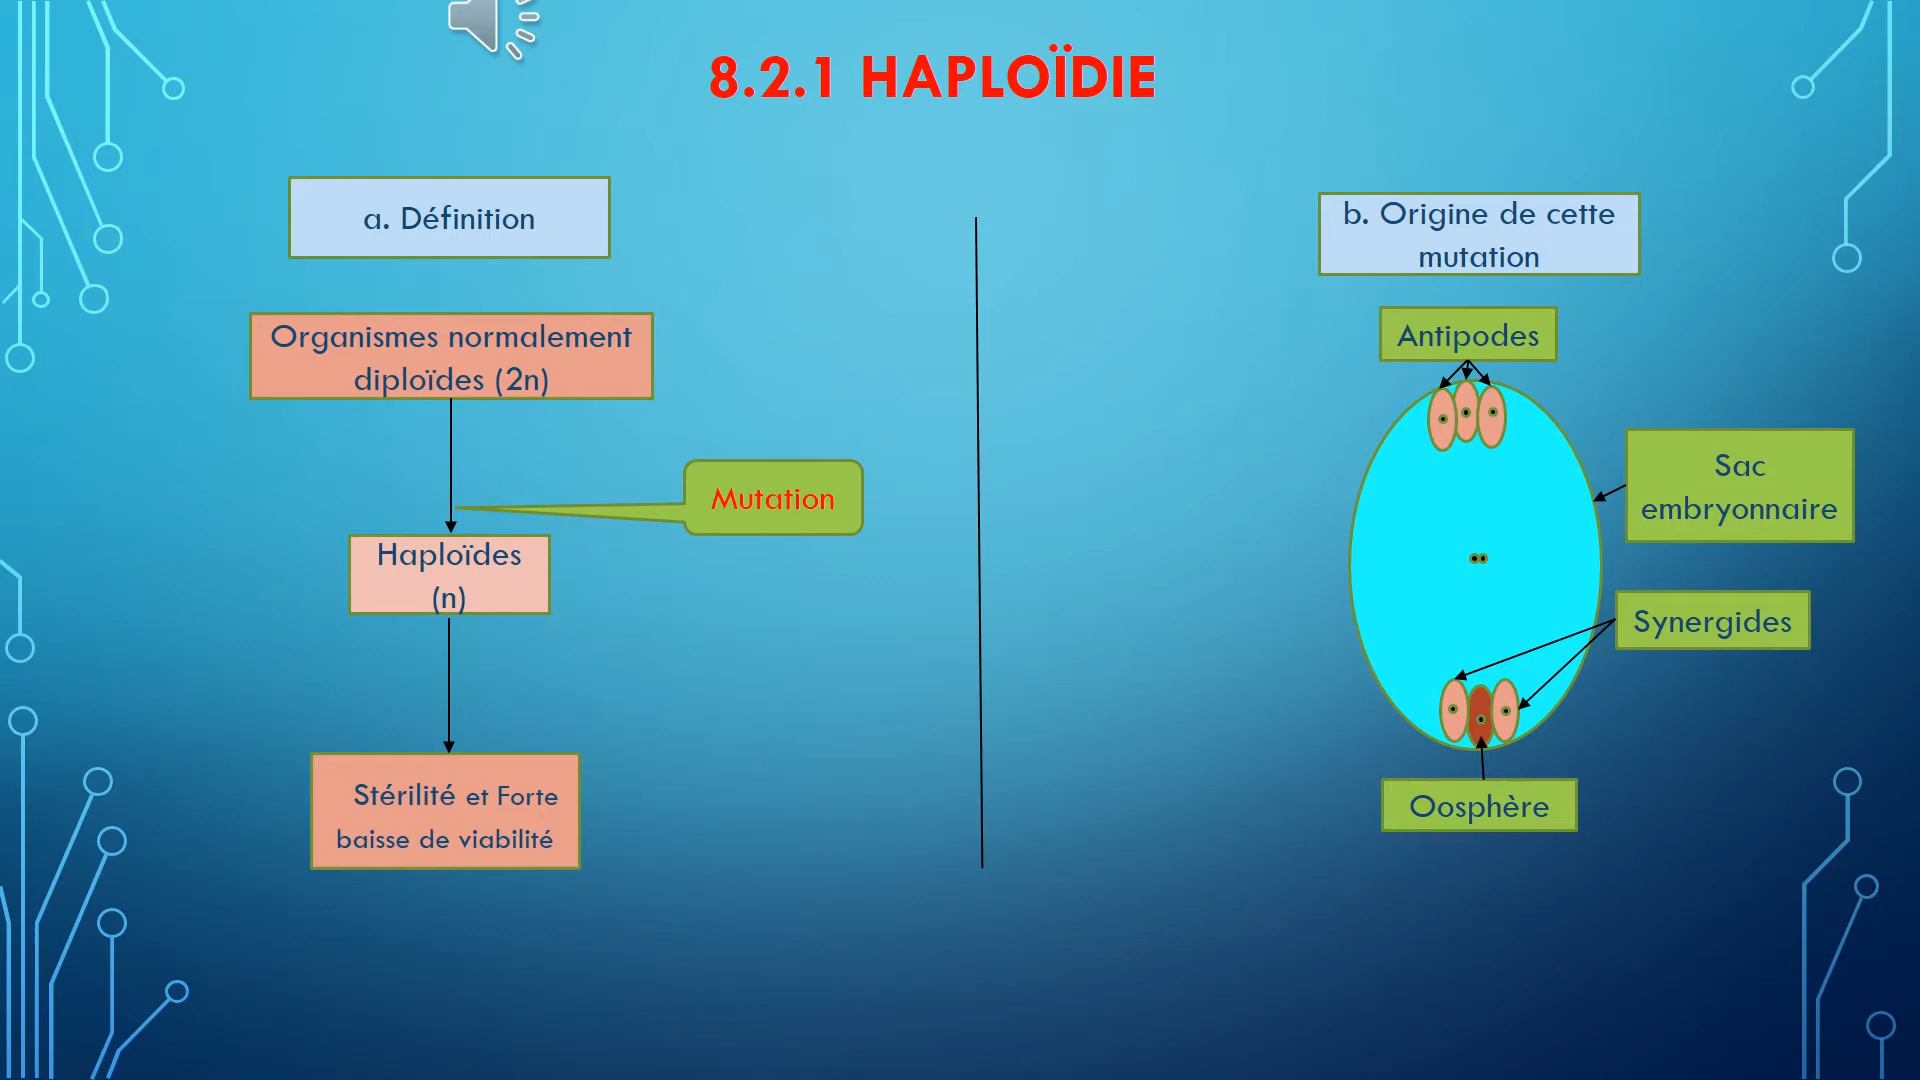 8.2.1 HAPLOÏDIE
a. Définition
Organismes normalement
diploïdes (2n)
Mutation
Haploïdes
(n)
Stérilité et Forte
baisse de viabilité
b. Origine de cette
mutation
Antipodes
Sac
embryonnaire
Synergides
Oosphère